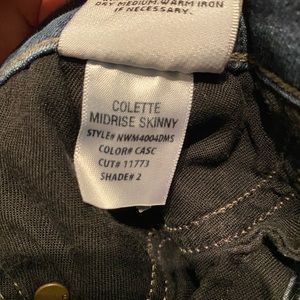 DRY MEDIUM. WARM IRON
IF NECESSARY.
COLETTE
MIDRISE SKINNY
STYLE# NWM4004DMS
COLOR# CASC
CUT# 11773
SHADE# 2